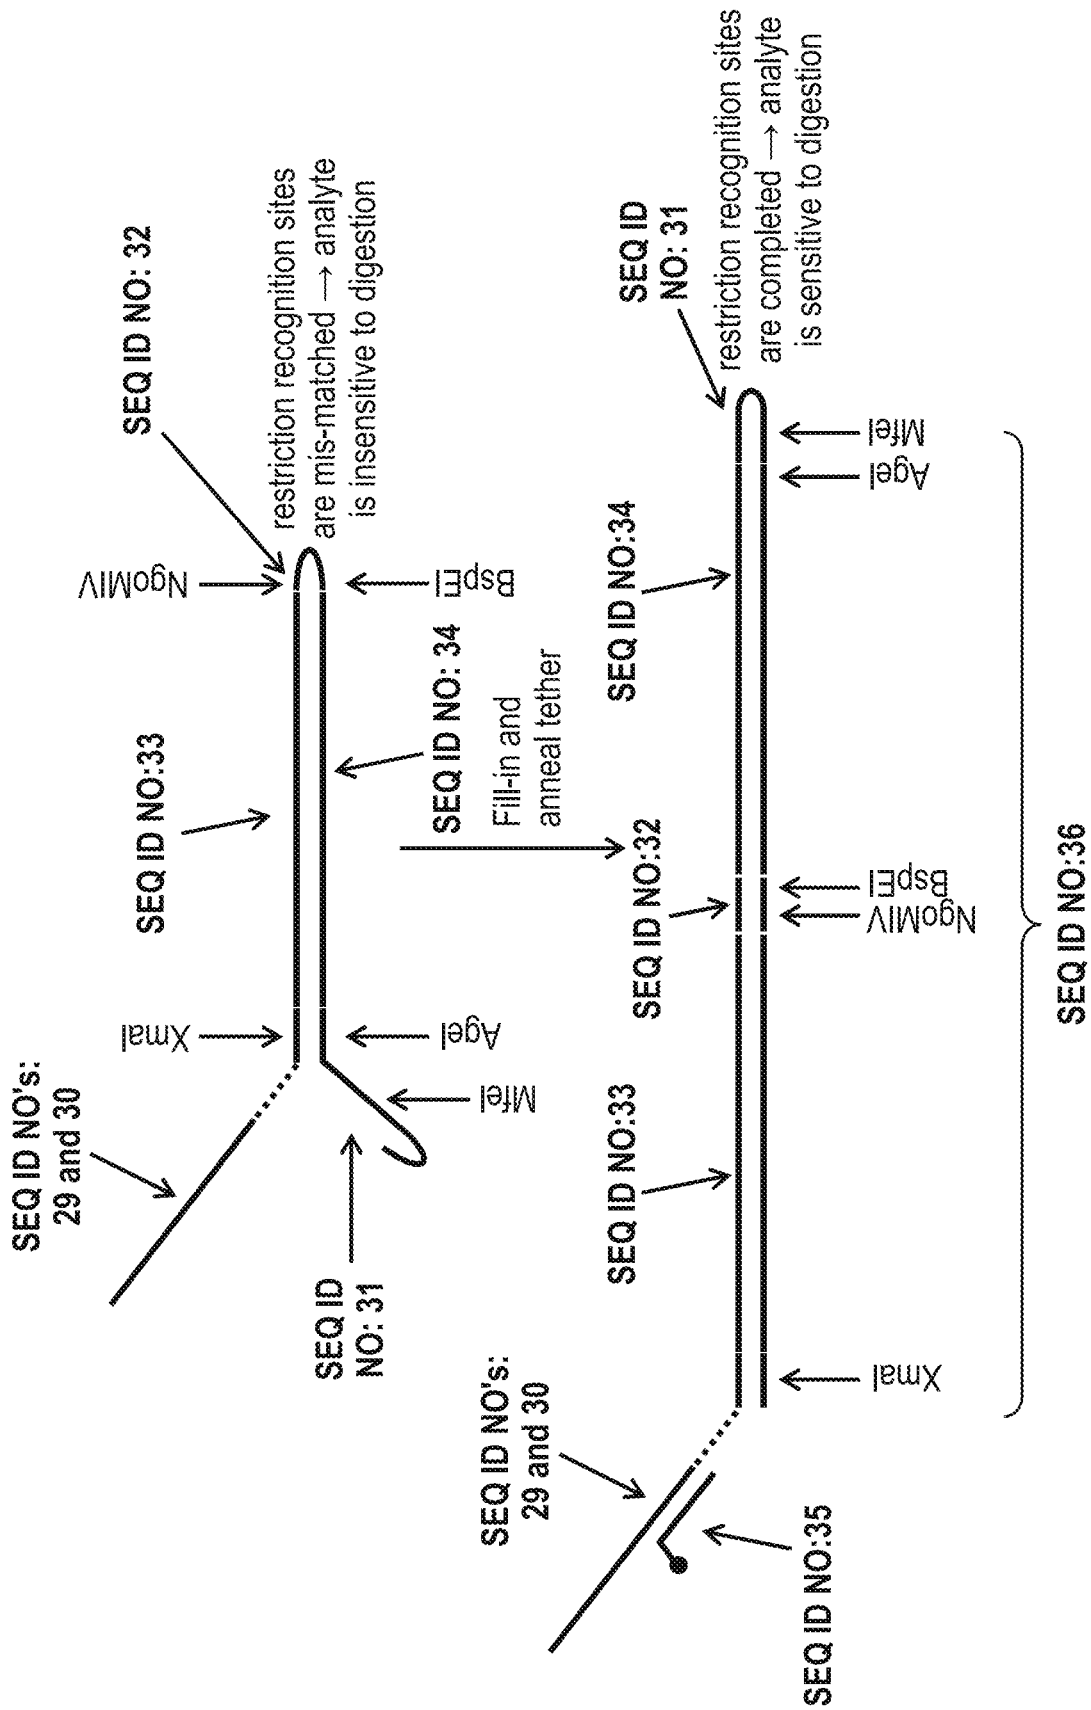 SEQ ID NO's:
29 and 30
XmaI
SEQ ID NO:33
NgoMIV
SEQ ID NO: 32
restriction recognition sites
are mis-matched → analyte
is insensitive to digestion
SEQ ID
NO: 31
MfeI
AgeI
SEQ ID NO: 34
BspEI
Fill-in and
anneal tether
SEQ ID NO's:
29 and 30
SEQ ID NO:35
SEQ ID NO:33
SEQ ID NO:32
SEQ ID NO:34
SEQ ID
NO: 31
restriction recognition sites
are completed → analyte
is sensitive to digestion
XmaI
NgoMIV
BspEI
AgeI
MfeI
SEQ ID NO:36